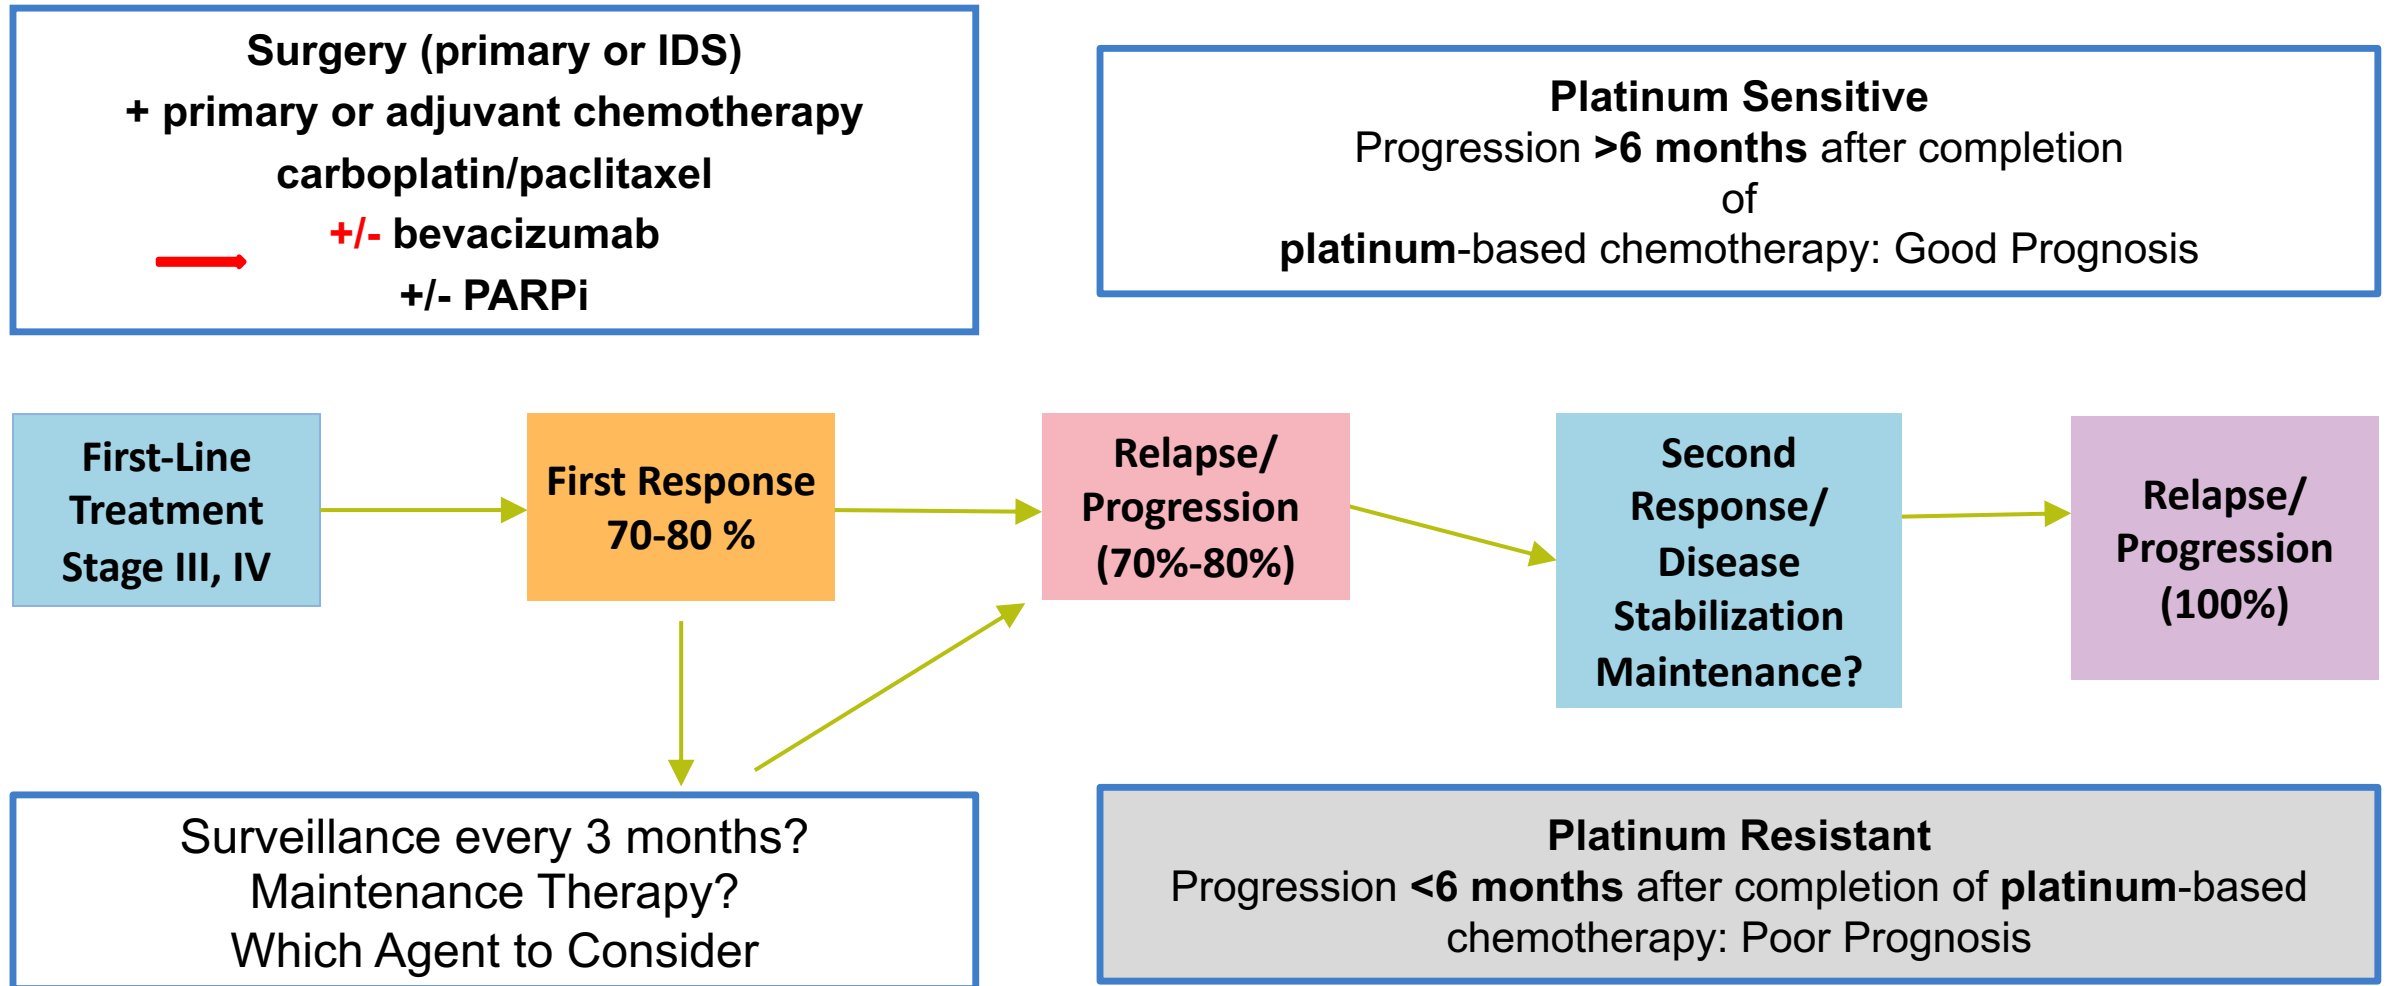 Surgery (primary or IDS)
+ primary or adjuvant chemotherapy
carboplatin/paclitaxel
+/- bevacizumab
+/- PARPi
Platinum Sensitive
Progression >6 months after completion
of
platinum-based chemotherapy: Good Prognosis
First-Line
Treatment
Stage III, IV
First Response
70-80 %
Relapse/
Progression
(70%-80%)
Second
Response/
Disease
Stabilization
Maintenance?
Relapse/
Progression
(100%)
Surveillance every 3 months?
Maintenance Therapy?
Which Agent to Consider
Platinum Resistant
Progression <6 months after completion of platinum-based
chemotherapy: Poor Prognosis